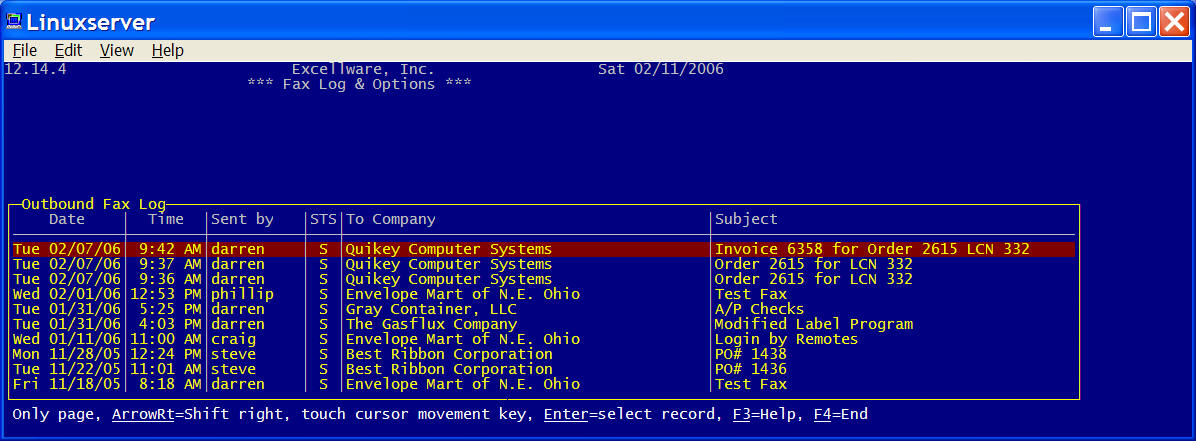 Linuxserver
File Edit View Help
12.14.4 Excellware, Inc. Sat 02/11/2006
*** Fax Log & Options ***
Outbound Fax Log
Date Time Sent by STS To Company Subject
Tue 02/07/06 9:42 AM darren S Quikey Computer Systems Invoice 6358 for Order 2615 LCN 332
Tue 02/07/06 9:37 AM darren S Quikey Computer Systems Order 2615 for LCN 332
Tue 02/07/06 9:36 AM darren S Quikey Computer Systems Order 2615 for LCN 332
Wed 02/01/06 12:53 PM phillip S Envelope Mart of N.E. Ohio Test Fax
Tue 01/31/06 5:25 PM darren S Gray Container, LLC A/P Checks
Tue 01/31/06 4:03 PM darren S The Gasflux Company Modified Label Program
Wed 01/11/06 11:00 AM craig S Envelope Mart of N.E. Ohio Login by Remotes
Mon 11/28/05 12:24 PM steve S Best Ribbon Corporation PO# 1438
Tue 11/22/05 11:01 AM steve S Best Ribbon Corporation PO# 1436
Fri 11/18/05 8:18 AM darren S Envelope Mart of N.E. Ohio Test Fax
Only page, ArrowRt=Shift right, touch cursor movement key, Enter=select record, F3=Help, F4=End